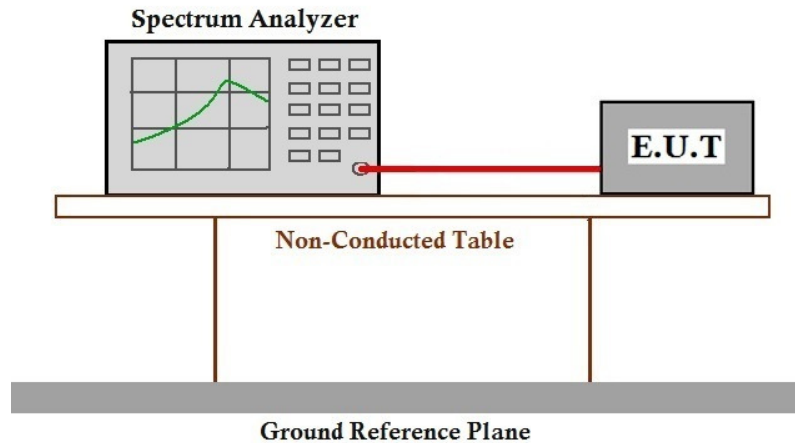 Spectrum Analyzer
E.U.T
Non-Conducted Table
Ground Reference Plane